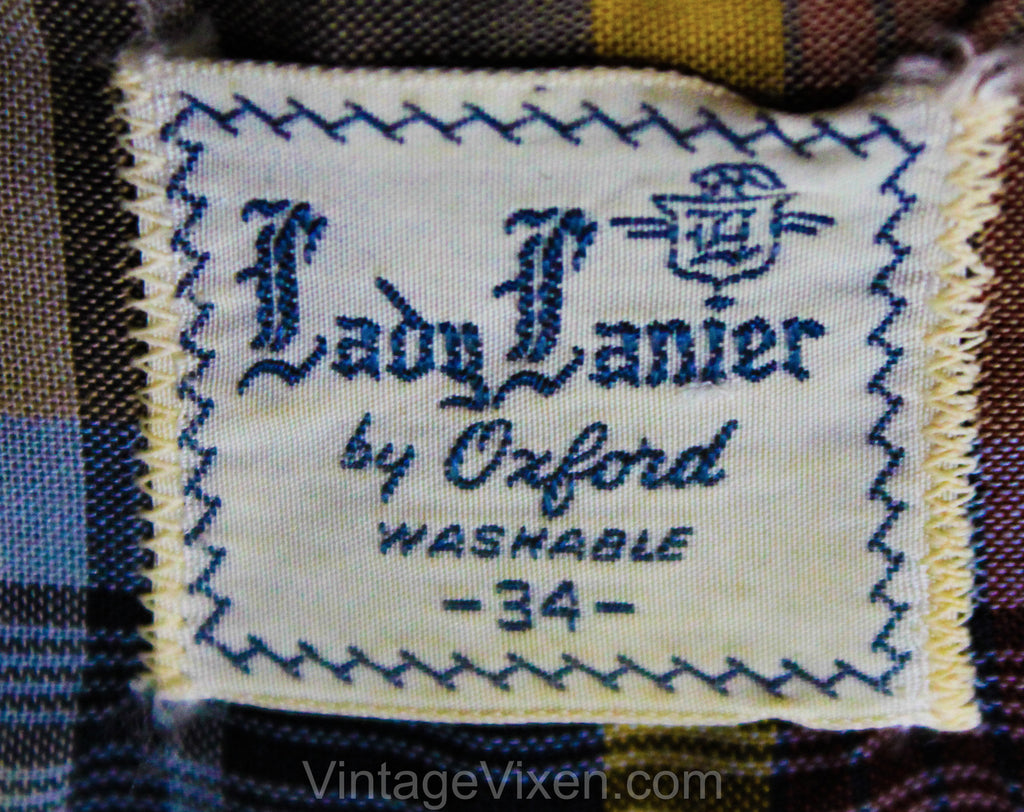 Lady Lanier
by Oxford
WASHABLE
-34-
VintageVixen.com